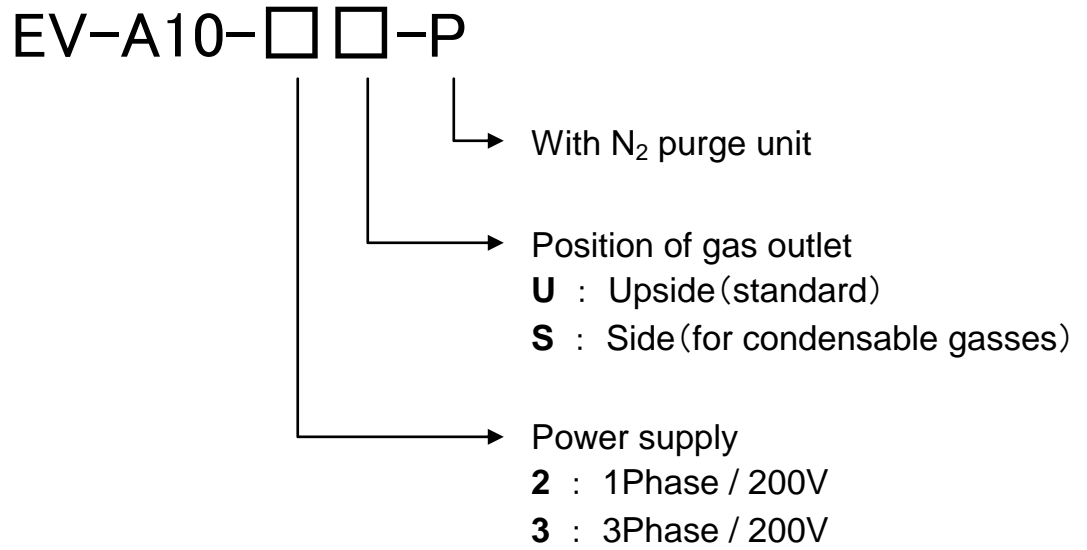 EV-A10-□ □-P
With N₂ purge unit
Position of gas outlet
U : Upside(standard)
S : Side(for condensable gasses)
Power supply
2 : 1Phase / 200V
3 : 3Phase / 200V